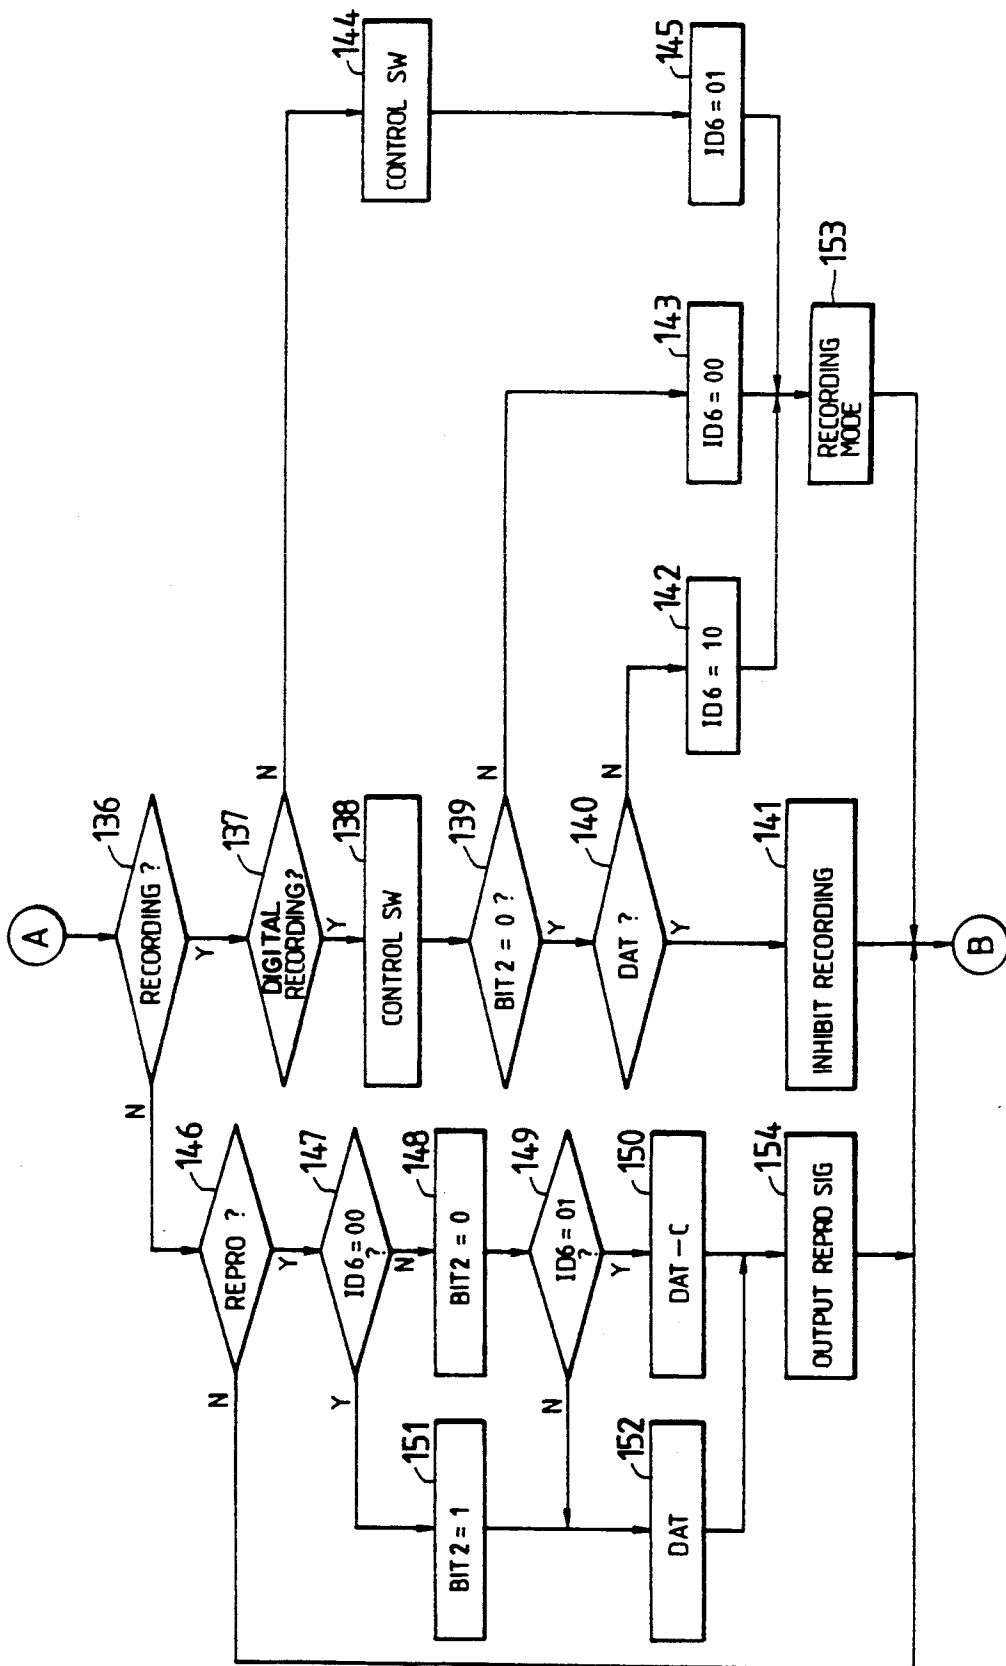 A
RECORDING ?
136
N
Y
DIGITAL
RECORDING?
137
N
Y
CONTROL SW
138
CONTROL SW
144
BIT 2 = 0 ?
139
N
Y
DAT ?
140
N
Y
ID6 = 10
142
ID6 = 00
143
ID6 = 01
145
INHIBIT RECORDING
141
RECORDING
MODE
153
REPRO ?
146
N
Y
ID6 = 00
?
147
Y
N
BIT2 = 0
148
BIT2 = 1
151
ID6 = 01
?
149
N
Y
DAT - C
150
DAT
152
OUTPUT REPRO SIG
154
B